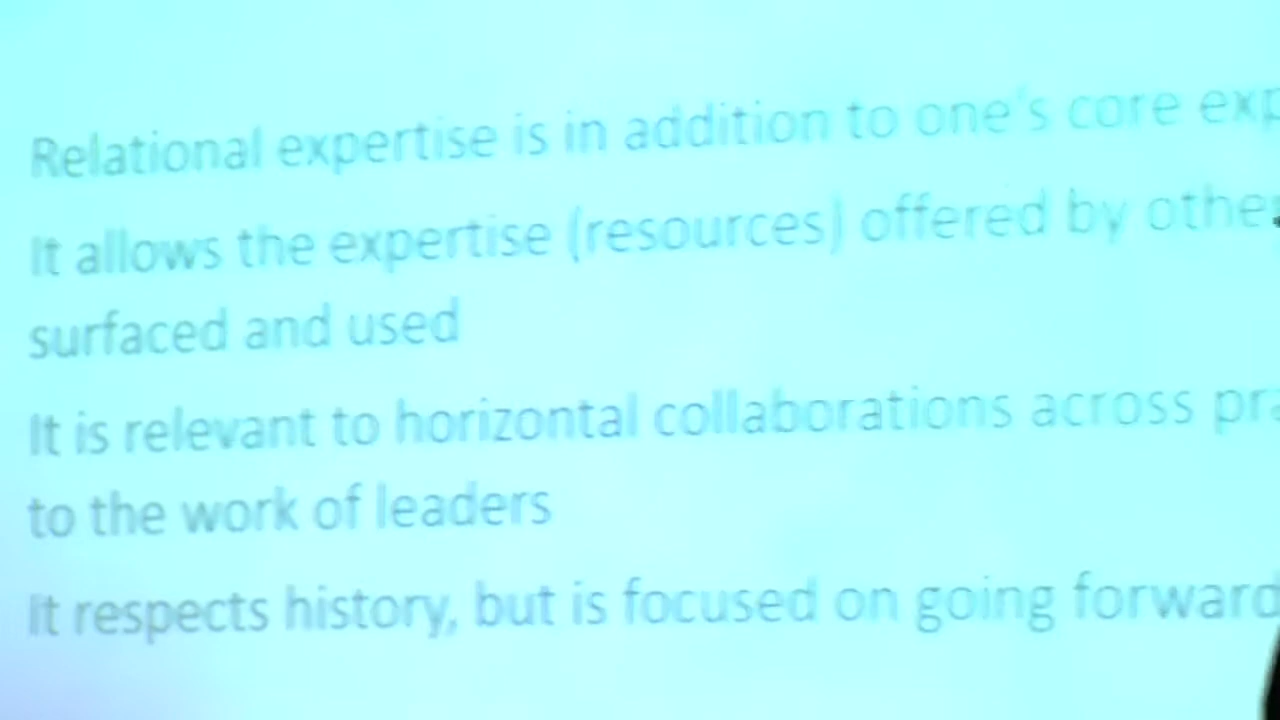 Relational expertise is in addition to one's core exp
It allows the expertise (resources) offered by other
surfaced and used
It is relevant to horizontal collaborations across pra
to the work of leaders
It respects history, but is focused on going forward